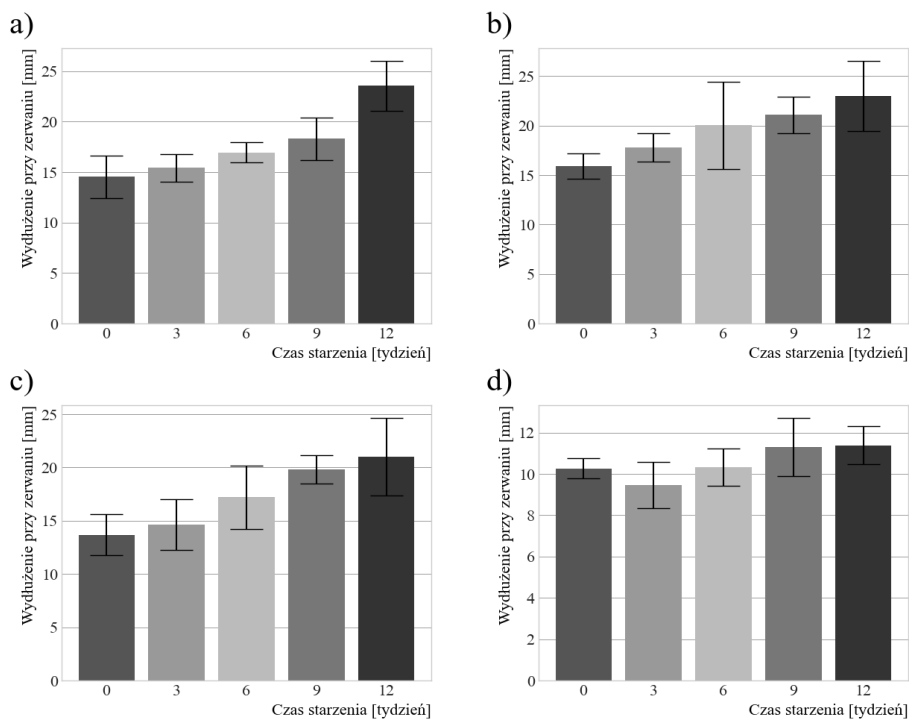 a)
Wydłużenie przy zerwaniu [mm]
25
20
15
10
5
0
0 3 6 9 12
Czas starzenia [tydzień]
b)
Wydłużenie przy zerwaniu [mm]
25
20
15
10
5
0
0 3 6 9 12
Czas starzenia [tydzień]
c)
Wydłużenie przy zerwaniu [mm]
25
20
15
10
5
0
0 3 6 9 12
Czas starzenia [tydzień]
d)
Wydłużenie przy zerwaniu [mm]
12
10
8
6
4
2
0
0 3 6 9 12
Czas starzenia [tydzień]